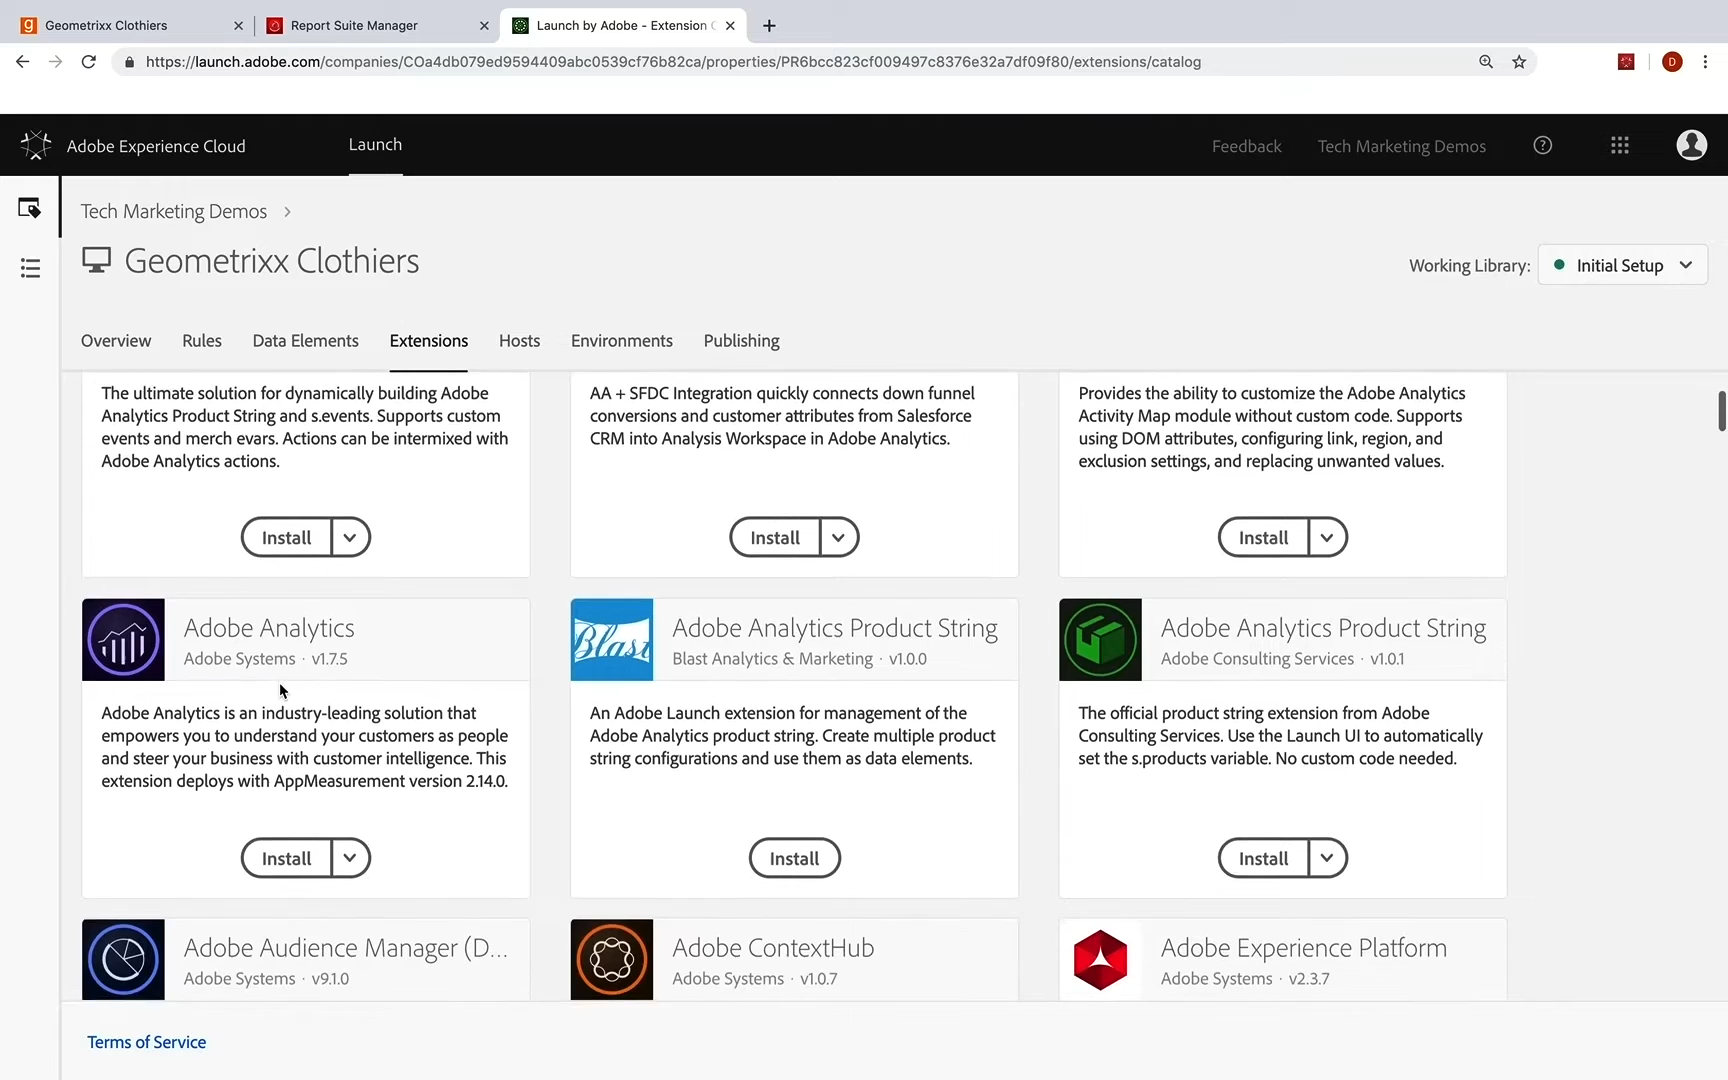 Geometrixx Clothiers
Report Suite Manager
Launch by Adobe - Extension C
https://launch.adobe.com/companies/COa4db079ed9594409abc0539cf76b82ca/properties/PR6bcc823cf009497c8376e32a7df09f80/extensions/catalog
D
Adobe Experience Cloud
Launch
Feedback
Tech Marketing Demos
Tech Marketing Demos
Geometrixx Clothiers
Working Library:
Initial Setup
Overview
Rules
Data Elements
Extensions
Hosts
Environments
Publishing
The ultimate solution for dynamically building Adobe
Analytics Product String and s.events. Supports custom
events and merch evars. Actions can be intermixed with
Adobe Analytics actions.
Install
AA + SFDC Integration quickly connects down funnel
conversions and customer attributes from Salesforce
CRM into Analysis Workspace in Adobe Analytics.
Install
Provides the ability to customize the Adobe Analytics
Activity Map module without custom code. Supports
using DOM attributes, configuring link, region, and
exclusion settings, and replacing unwanted values.
Install
Adobe Analytics
Adobe Systems · v1.7.5
Adobe Analytics is an industry-leading solution that
empowers you to understand your customers as people
and steer your business with customer intelligence. This
extension deploys with AppMeasurement version 2.14.0.
Install
Blast
Adobe Analytics Product String
Blast Analytics & Marketing · v1.0.0
An Adobe Launch extension for management of the
Adobe Analytics product string. Create multiple product
string configurations and use them as data elements.
Install
Adobe Analytics Product String
Adobe Consulting Services · v1.0.1
The official product string extension from Adobe
Consulting Services. Use the Launch UI to automatically
set the s.products variable. No custom code needed.
Install
Adobe Audience Manager (D...
Adobe Systems · v9.1.0
Adobe ContextHub
Adobe Systems · v1.0.7
Adobe Experience Platform
Adobe Systems · v2.3.7
Terms of Service